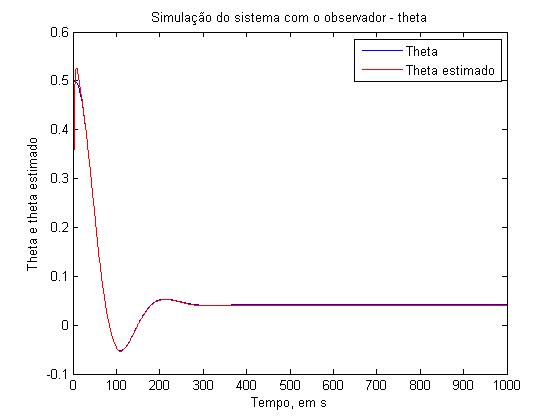 Simulação do sistema com o observador - theta
Theta
Theta estimado
Theta e theta estimado
0.6
0.5
0.4
0.3
0.2
0.1
0
-0.1
0 100 200 300 400 500 600 700 800 900 1000
Tempo, em s